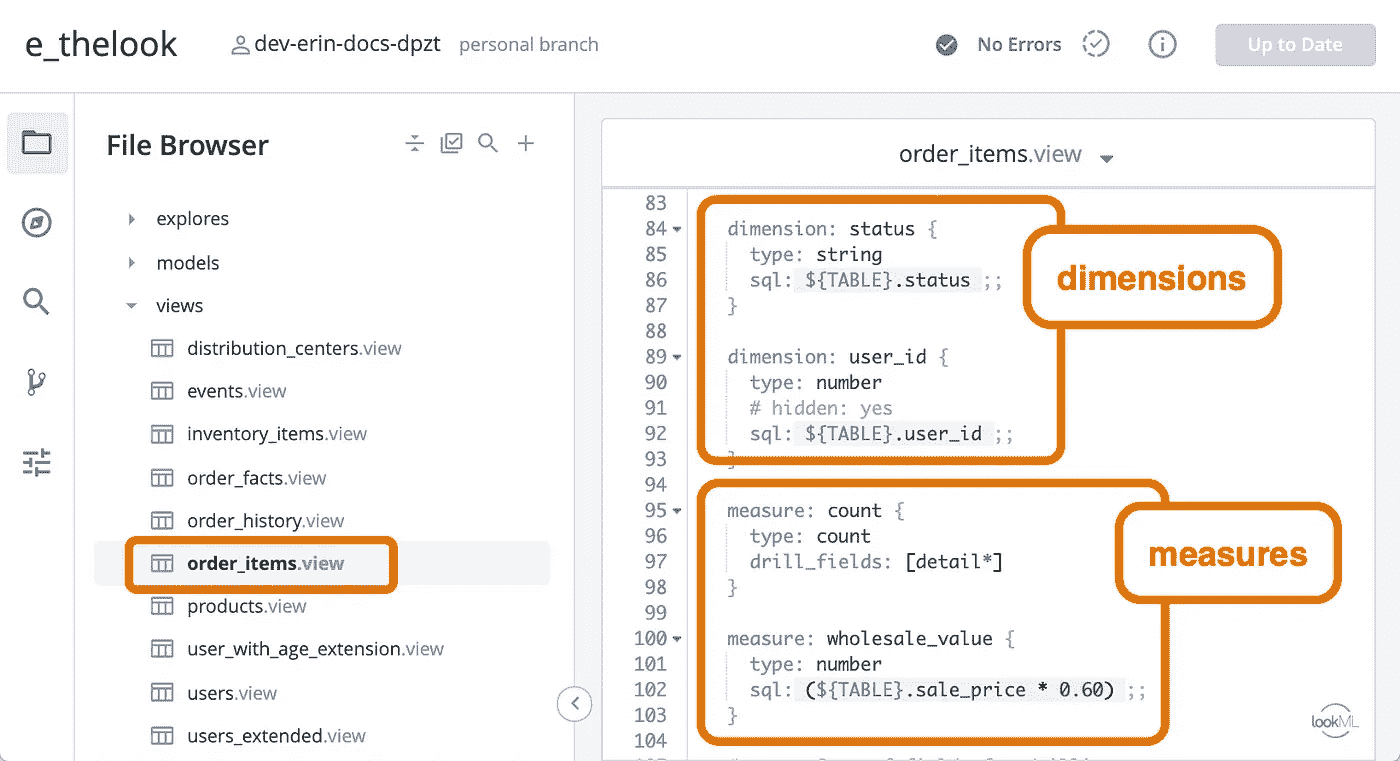 e_thelook
dev-erin-docs-dpzt personal branch
No Errors
Up to Date
File Browser
explores
models
views
distribution_centers.view
events.view
inventory_items.view
order_facts.view
order_history.view
order_items.view
products.view
user_with_age_extension.view
users.view
users_extended.view
order_items.view
83
84 dimension: status {
85 type: string
86 sql: ${TABLE}.status ;;
87 }
88
89 dimension: user_id {
90 type: number
91 # hidden: yes
92 sql: ${TABLE}.user_id ;;
93 }
94
95 measure: count {
96 type: count
97 drill_fields: [detail*]
98 }
99
100 measure: wholesale_value {
101 type: number
102 sql: (${TABLE}.sale_price * 0.60) ;;
103 }
104
dimensions
measures
lookML